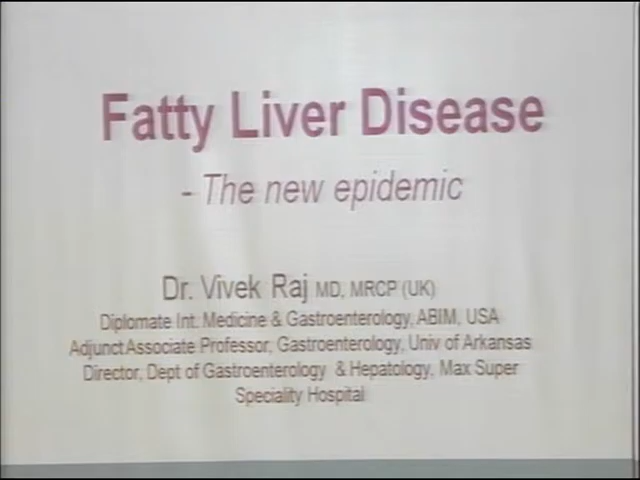 Fatty Liver Disease
- The new epidemic
Dr. Vivek Raj MD, MRCP (UK)
Diplomate Int. Medicine & Gastroenterology, ABIM, USA
Adjunct Associate Professor, Gastroenterology, Univ of Arkansas
Director, Dept of Gastroenterology & Hepatology, Max Super
Speciality Hospital